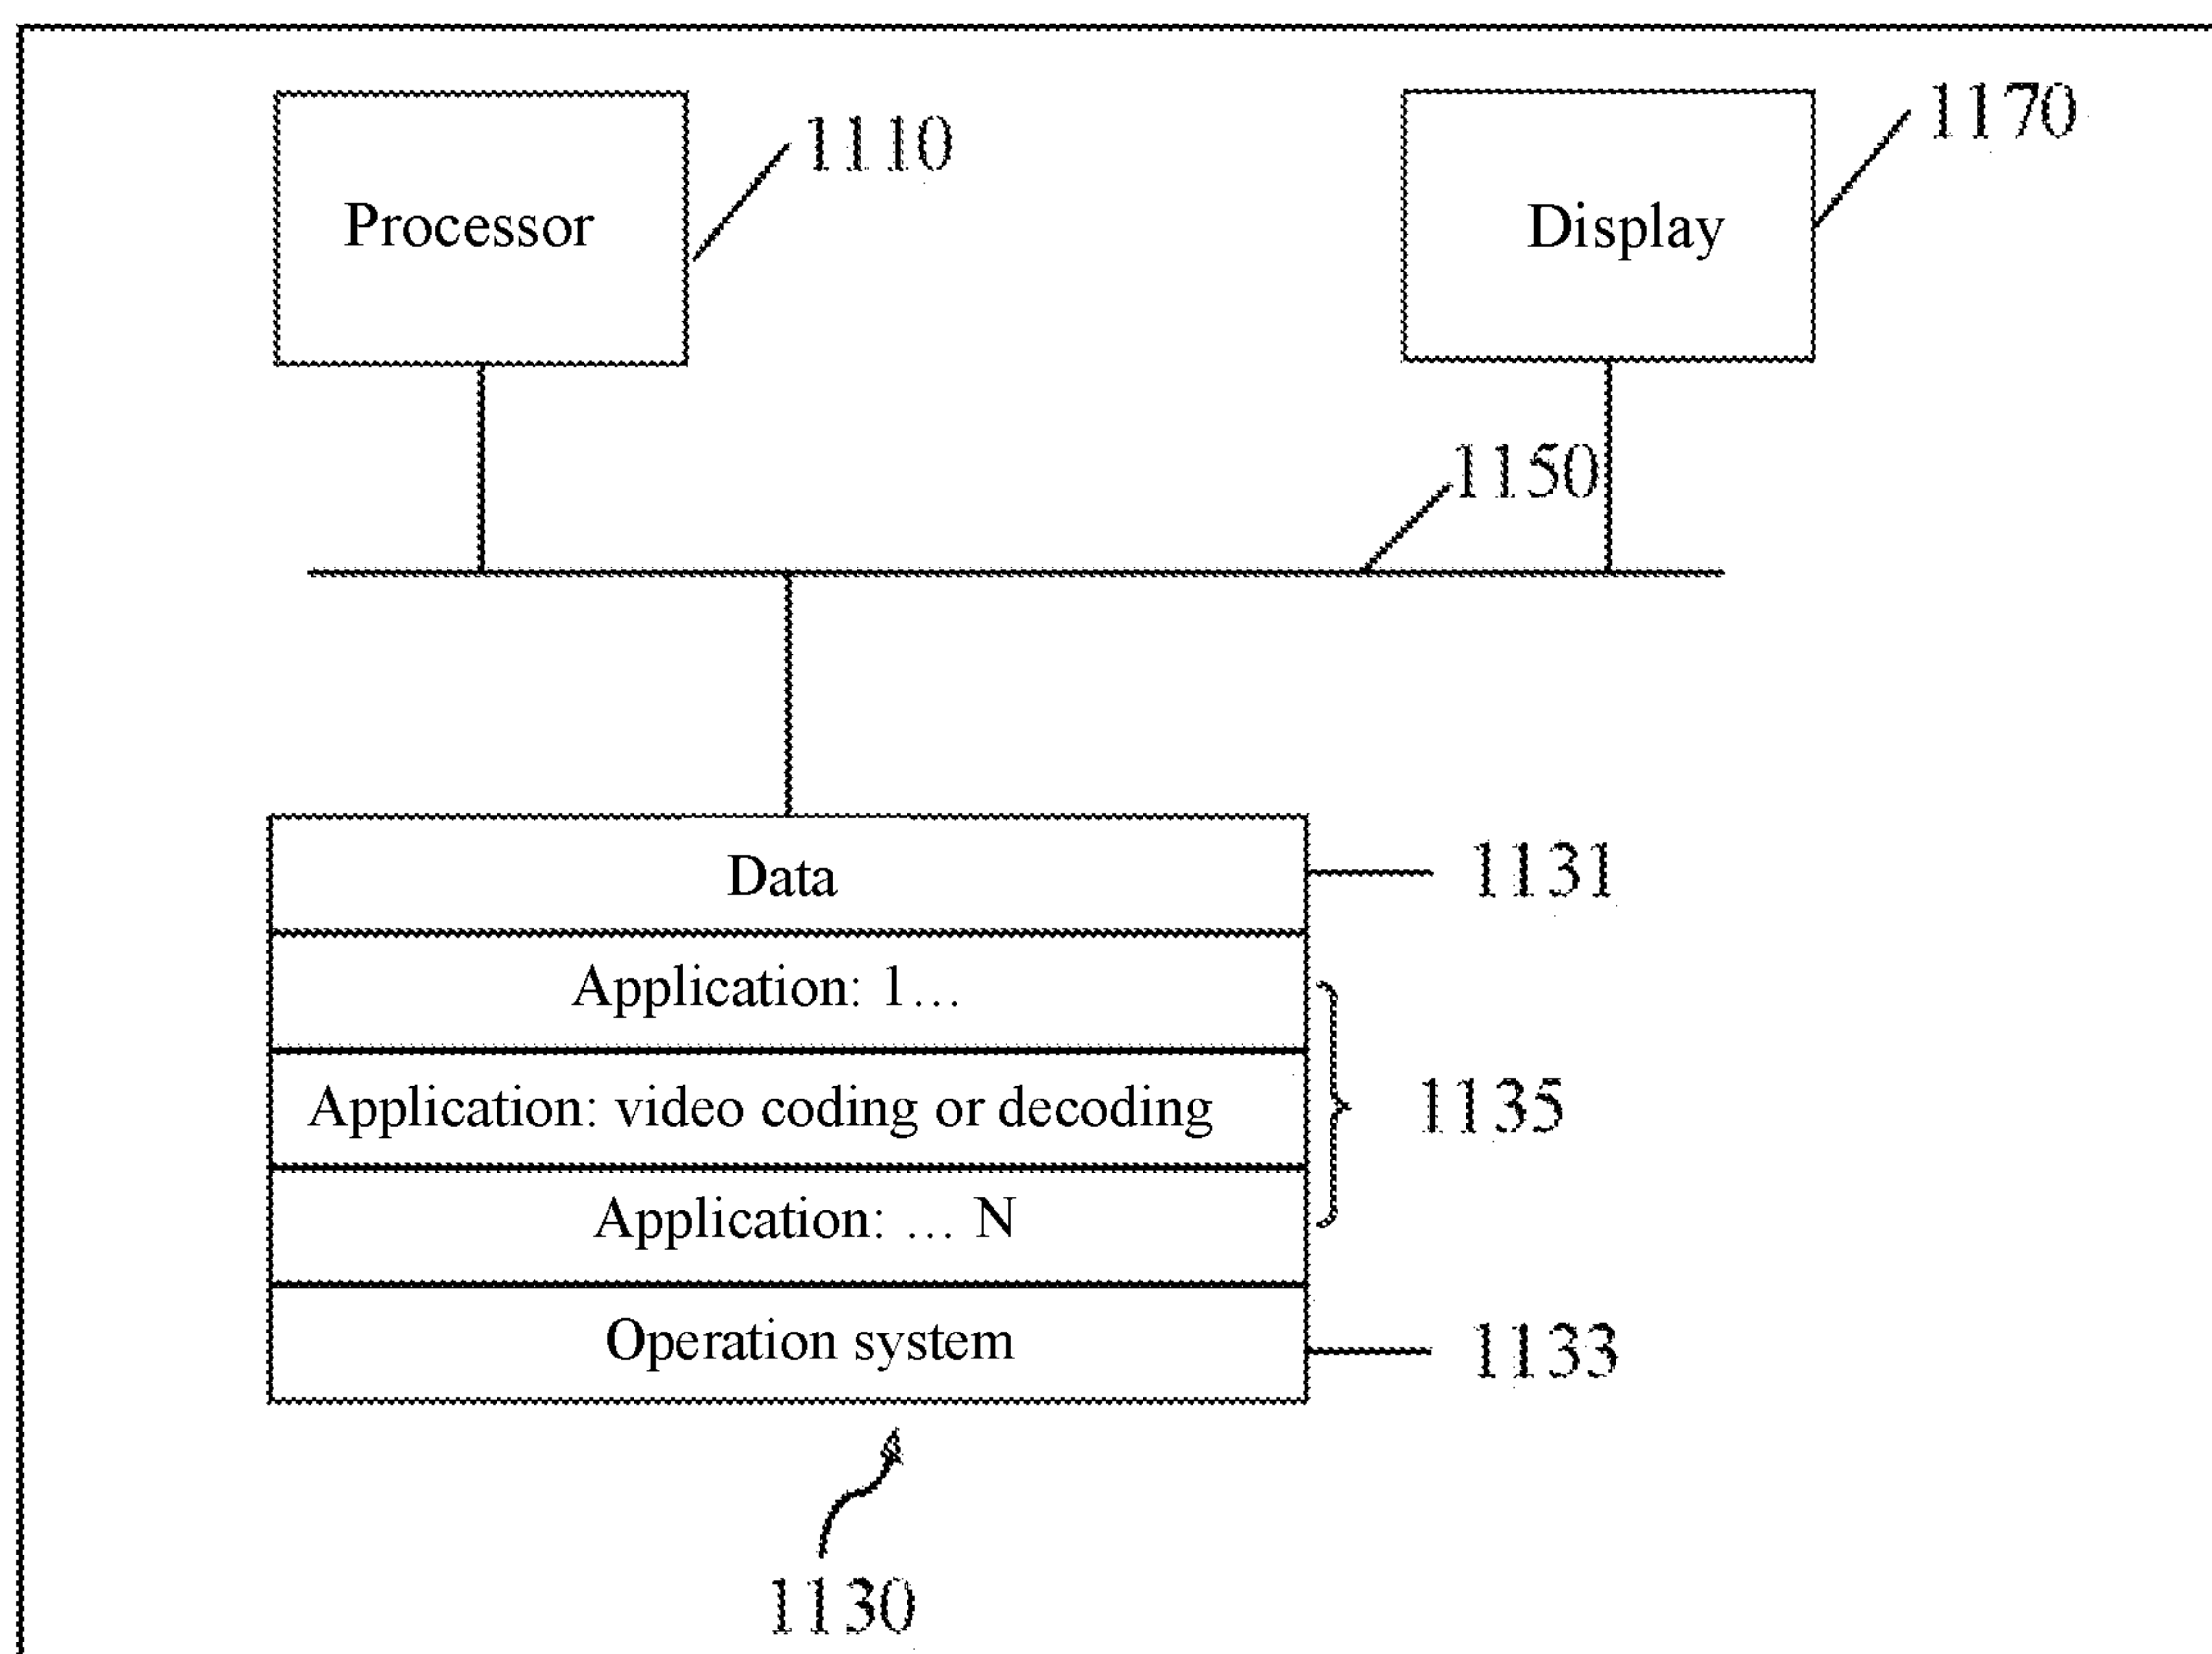 Processor
1110
Display
1170
1150
Data
1131
Application: 1...
Application: video coding or decoding
1135
Application: ... N
Operation system
1133
1130